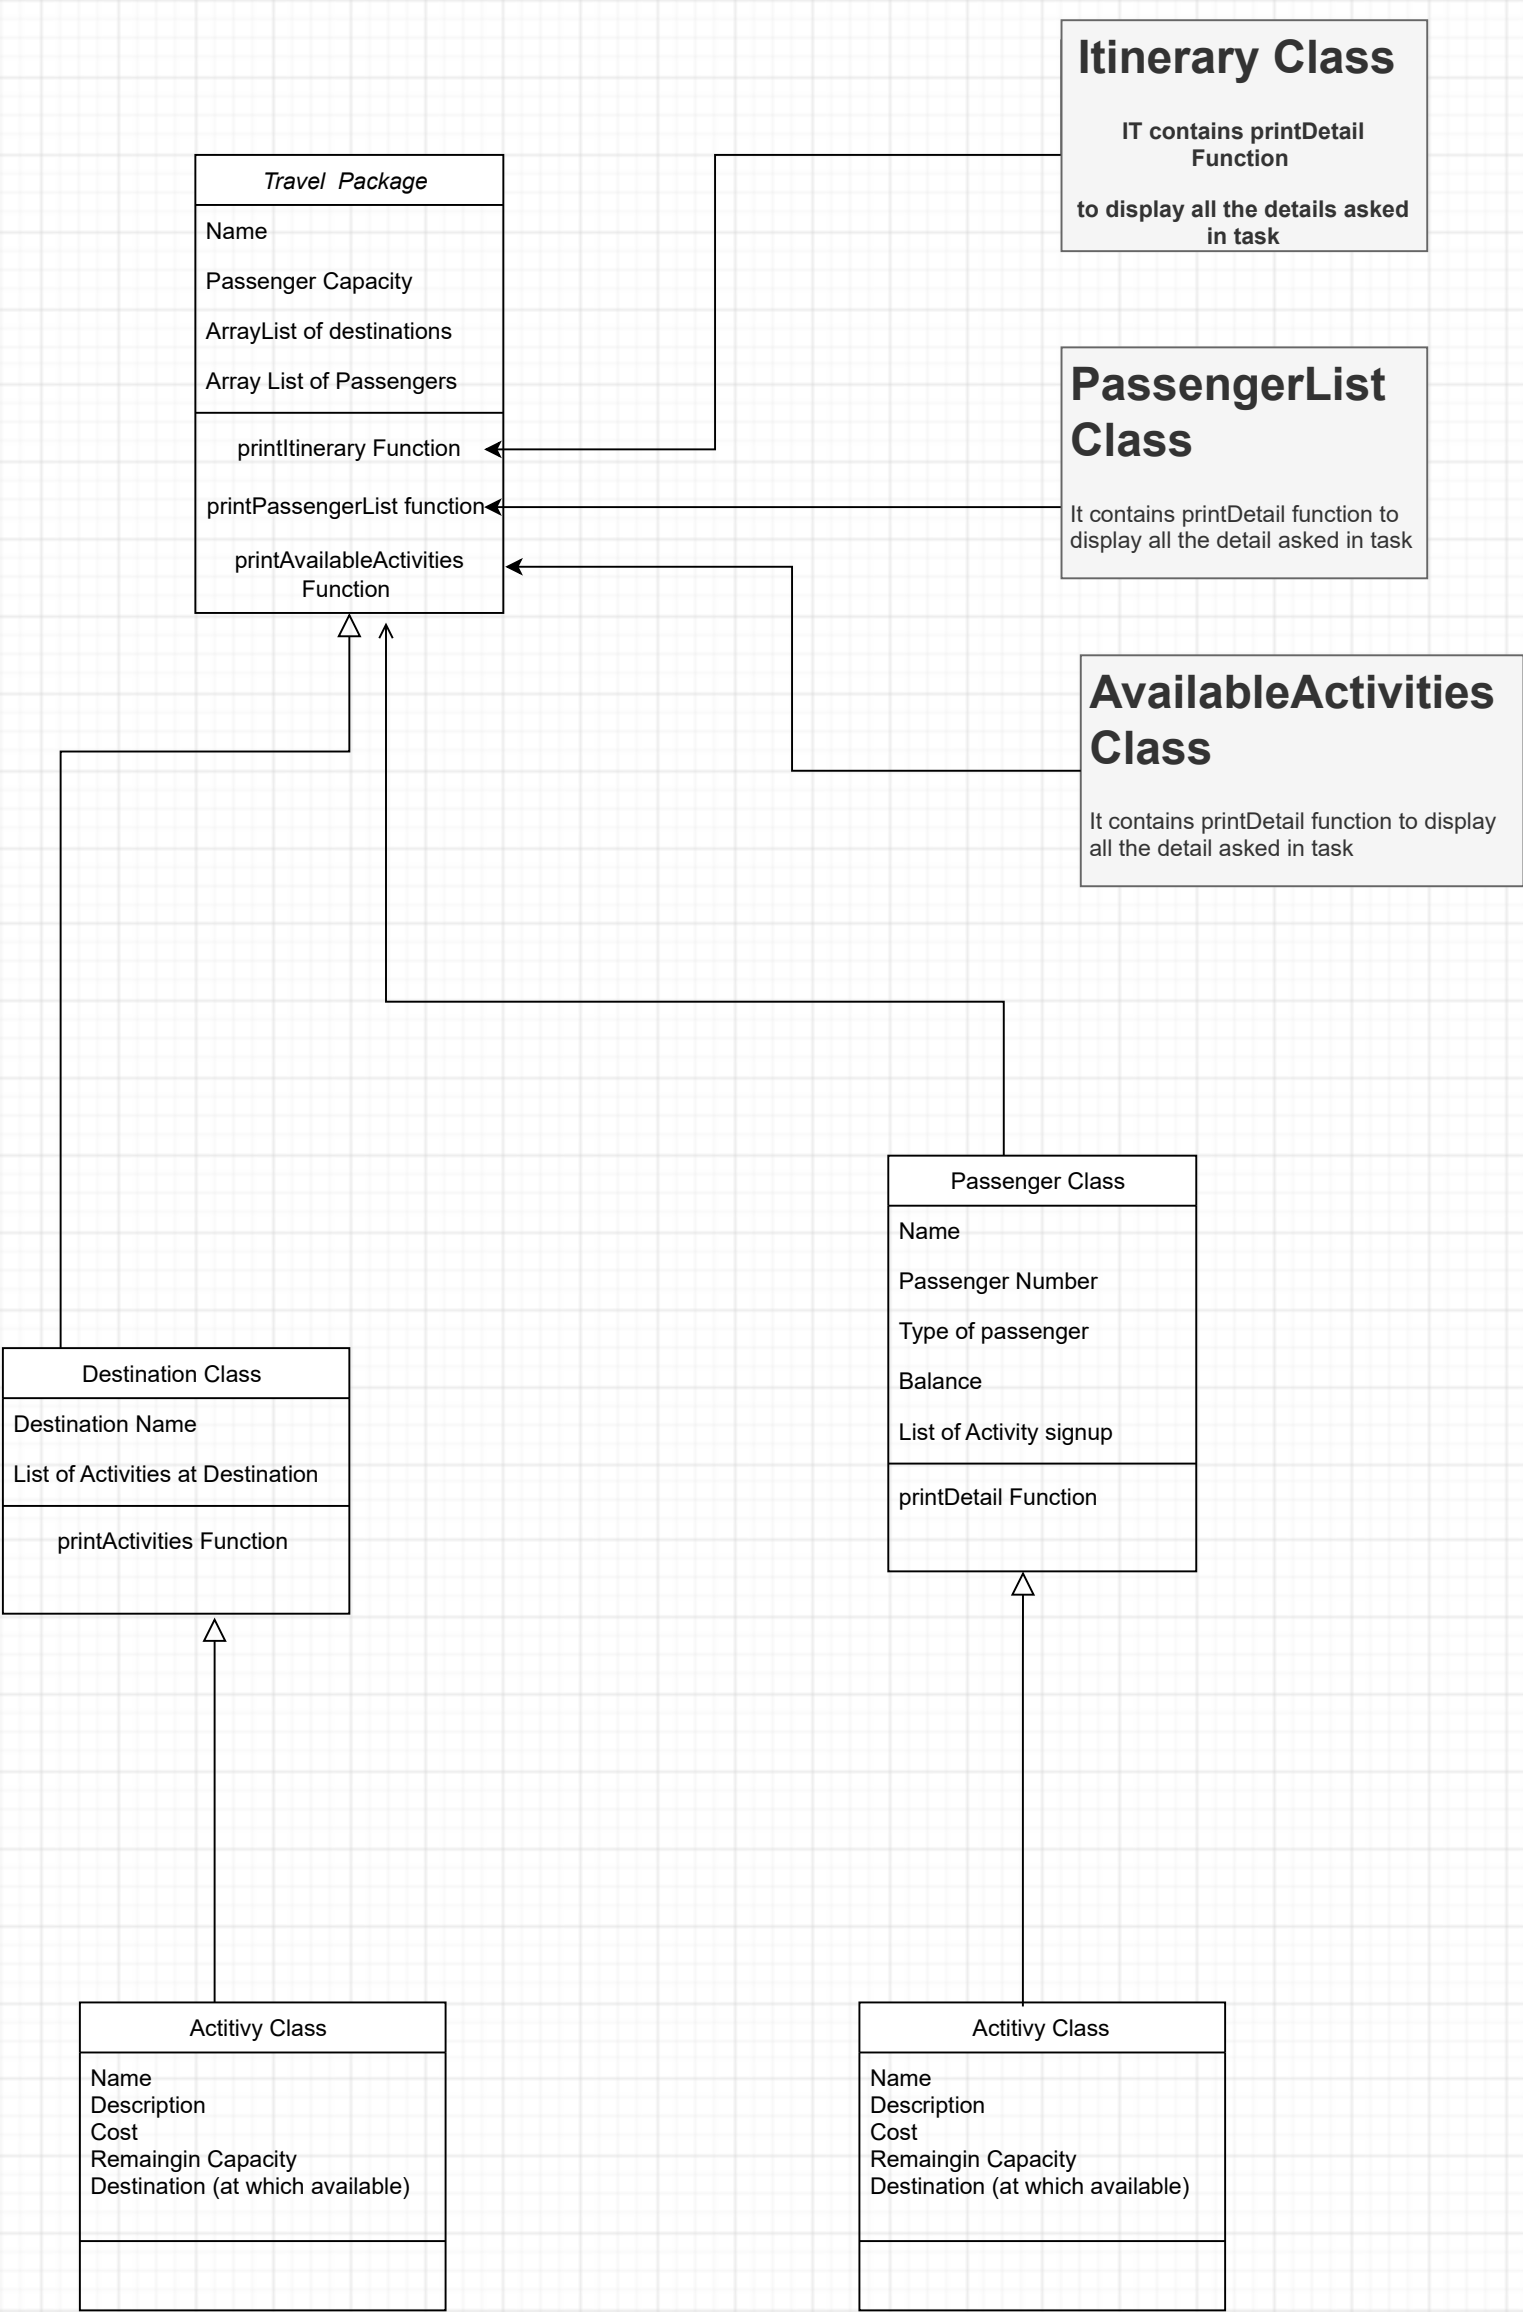 Itinerary Class
IT contains printDetail
Function
to display all the details asked
in task
Travel  Package
Name
Passenger Capacity
ArrayList of destinations
Array List of Passengers
printItinerary Function
printPassengerList function
printAvailableActivities
Function
PassengerList
Class
It contains printDetail function to
display all the detail asked in task
AvailableActivities
Class
It contains printDetail function to display
all the detail asked in task
Passenger Class
Name
Passenger Number
Type of passenger
Balance
List of Activity signup
printDetail Function
Destination Class
Destination Name
List of Activities at Destination
printActivities Function
Actitivy Class
Name
Description
Cost
Remaingin Capacity
Destination (at which available)
Actitivy Class
Name
Description
Cost
Remaingin Capacity
Destination (at which available)